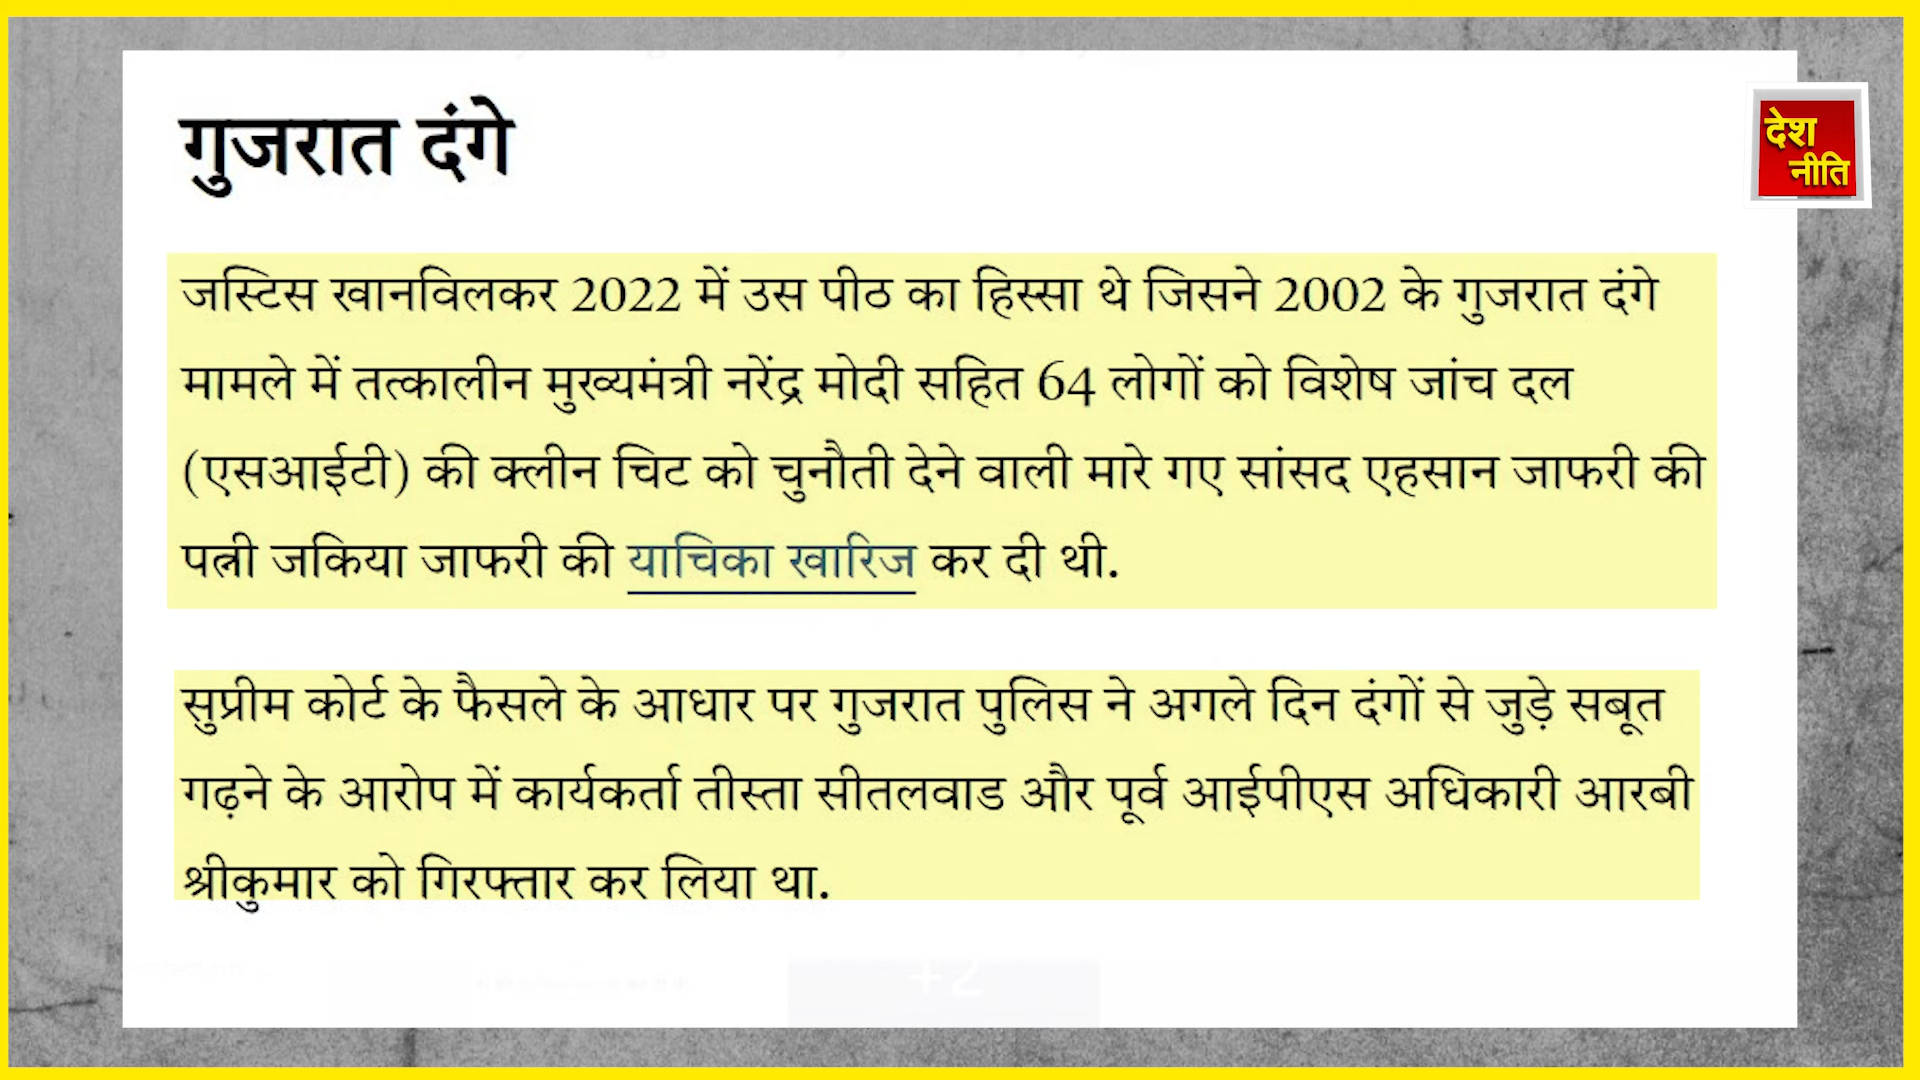 गुजरात दंगे
देश
नीति
जस्टिस खानविलकर 2022 में उस पीठ का हिस्सा थे जिसने 2002 के गुजरात दंगे
मामले में तत्कालीन मुख्यमंत्री नरेंद्र मोदी सहित 64 लोगों को विशेष जांच दल
(एसआईटी) की क्लीन चिट को चुनौती देने वाली मारे गए सांसद एहसान जाफरी की
पत्नी जकिया जाफरी की याचिका खारिज कर दी थी.
सुप्रीम कोर्ट के फैसले के आधार पर गुजरात पुलिस ने अगले दिन दंगों से जुड़े सबूत
गढ़ने के आरोप में कार्यकर्ता तीस्ता सीतलवाड और पूर्व आईपीएस अधिकारी आरबी
श्रीकुमार को गिरफ्तार कर लिया था.
+2